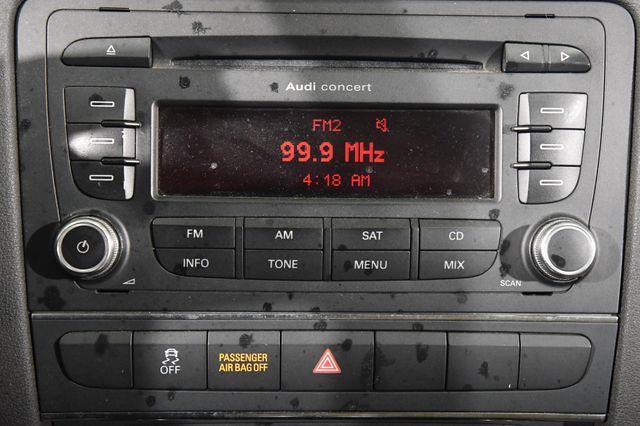 Audi concert
FM2
99.9 MHz
4:18 AM
FM AM SAT CD
INFO TONE MENU MIX
SCAN
OFF
PASSENGER
AIR BAG OFF